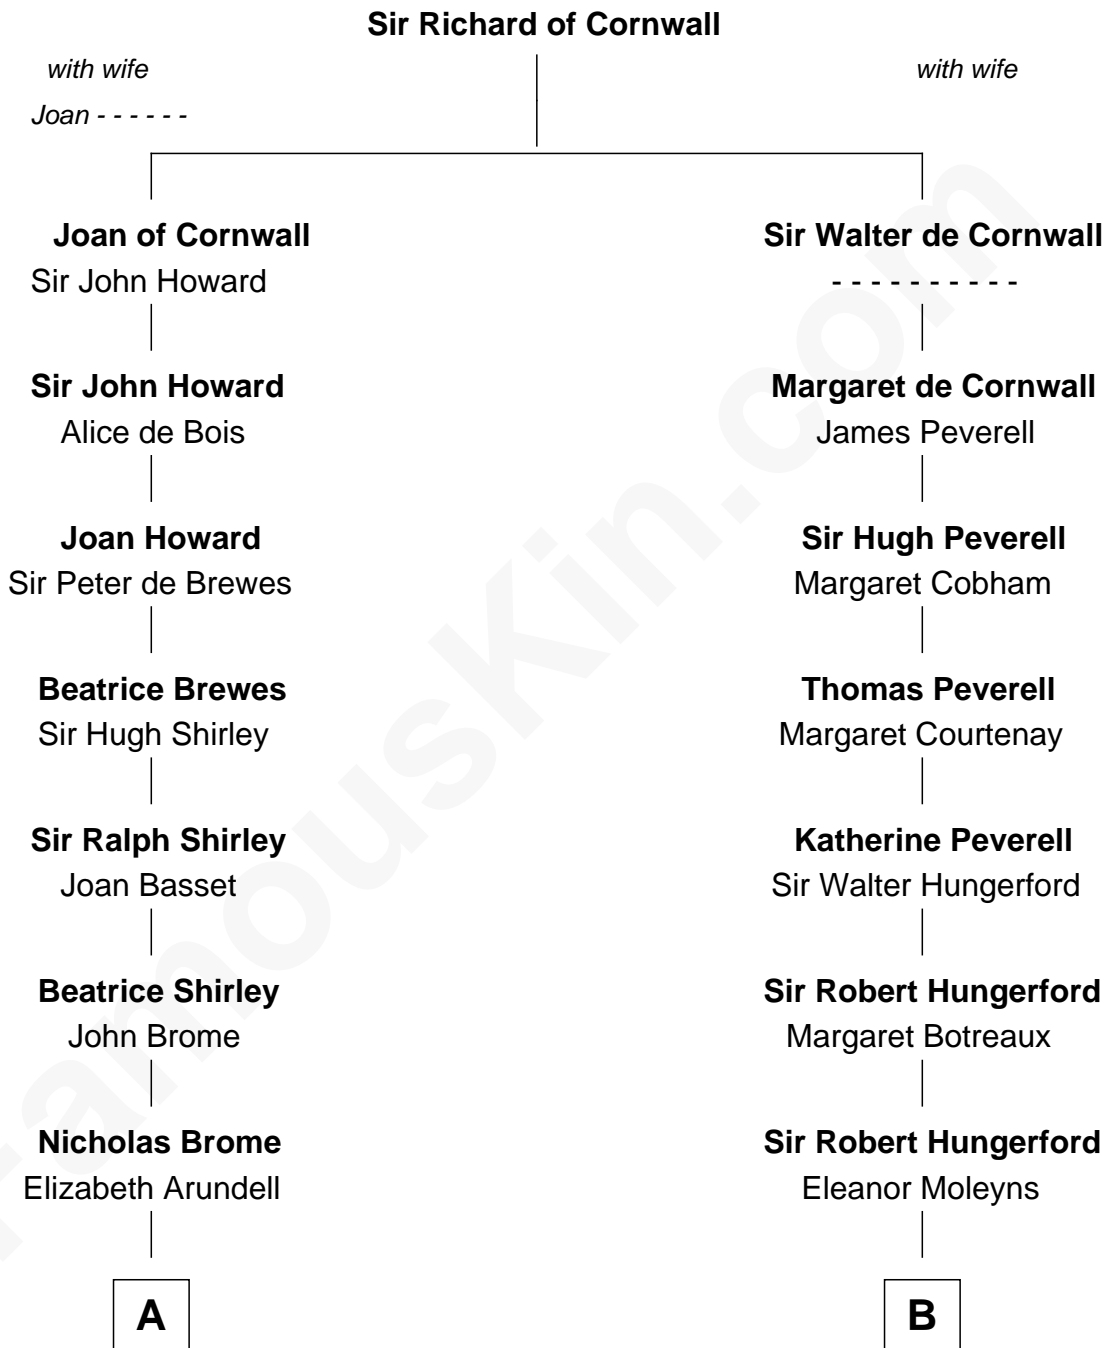 Sir Richard of Cornwall
with wife
with wife
Joan - - - - - -
Joan of Cornwall
Sir John Howard
Sir Walter de Cornwall
- - - - - - - - - -
Sir John Howard
Alice de Bois
Margaret de Cornwall
James Peverell
Joan Howard
Sir Peter de Brewes
Sir Hugh Peverell
Margaret Cobham
Beatrice Brewes
Sir Hugh Shirley
Thomas Peverell
Margaret Courtenay
Sir Ralph Shirley
Joan Basset
Katherine Peverell
Sir Walter Hungerford
Beatrice Shirley
John Brome
Sir Robert Hungerford
Margaret Botreaux
Nicholas Brome
Elizabeth Arundell
Sir Robert Hungerford
Eleanor Moleyns
A
B
FamousKin.com